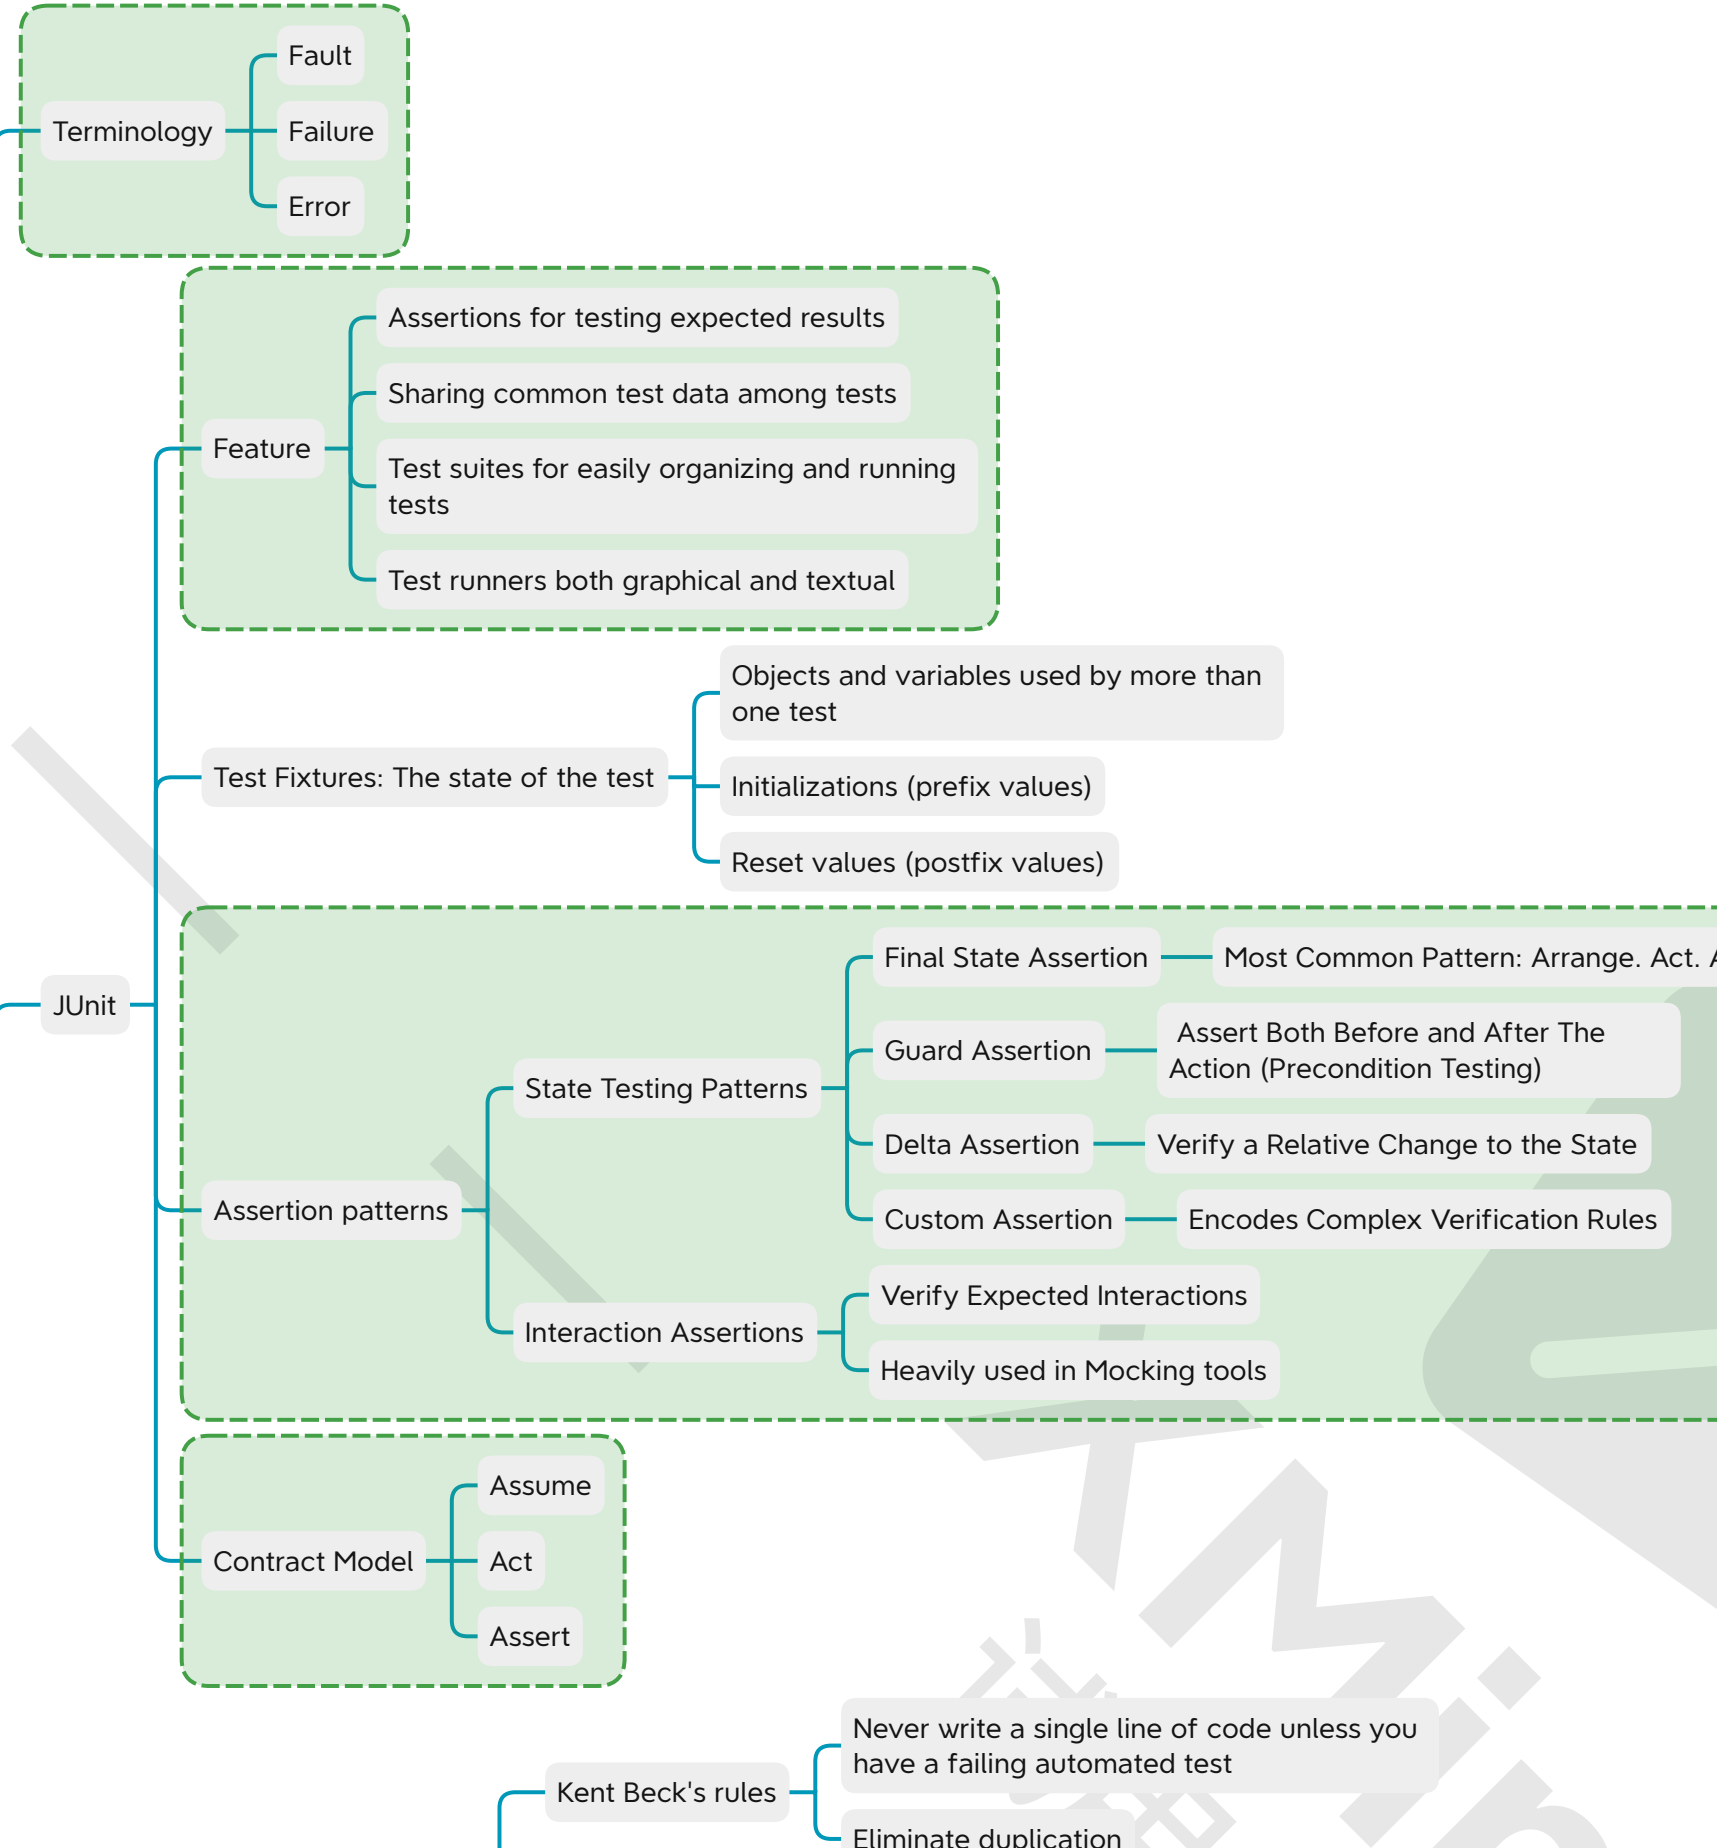 Fault
Terminology
Failure
Error
Assertions for testing expected results
Sharing common test data among tests
Feature
Test suites for easily organizing and running
tests
Test runners both graphical and textual
Objects and variables used by more than
one test
Test Fixtures: The state of the test
Initializations (prefix values)
Reset values (postfix values)
JUnit
Final State Assertion
Most Common Pattern: Arrange. Act.
State Testing Patterns
Guard Assertion
Assert Both Before and After The
Action (Precondition Testing)
Delta Assertion
Verify a Relative Change to the State
Custom Assertion
Encodes Complex Verification Rules
Assertion patterns
Interaction Assertions
Verify Expected Interactions
Heavily used in Mocking tools
Assume
Contract Model
Act
Assert
Kent Beck's rules
Never write a single line of code unless you
have a failing automated test
Eliminate duplication